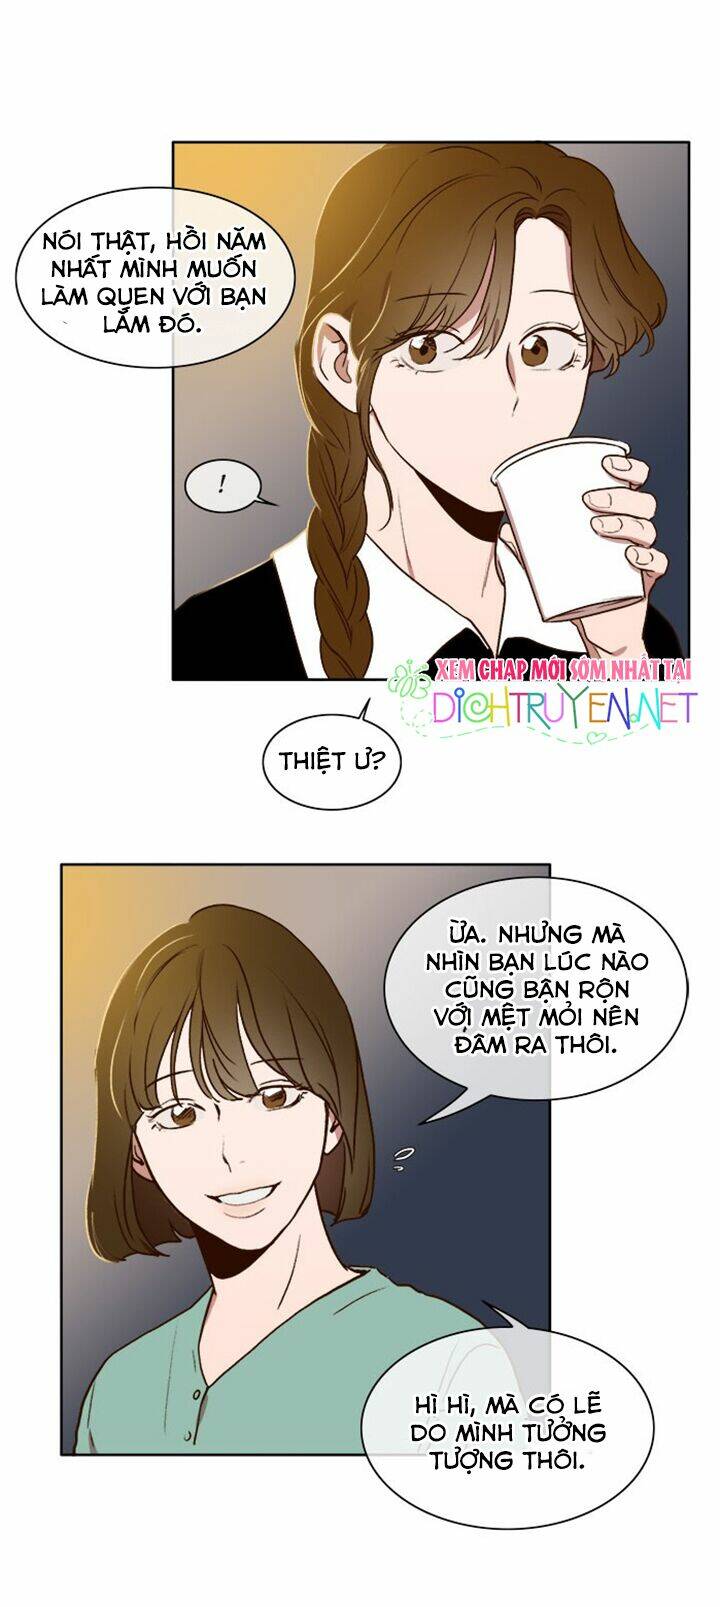 NÓI THẬT, HỒI NĂM
NHẤT MÌNH MUỐN
LÀM QUEN VỚI BẠN
LẮM ĐÓ.
!
XEM CHAP MỚI SỚM NHẤT TẠI
DICHTRUYEN.NET
THIỆT Ư?
ỪA. NHƯNG MÀ
NHÌN BẠN LÚC NÀO
CŨNG BẬN RỘN
VỚI MỆT MỎI NÊN
ĐÂM RA THÔI.
HÌ HÌ, MÀ CÓ LẼ
DO MÌNH TƯỞNG
TƯỢNG THÔI.